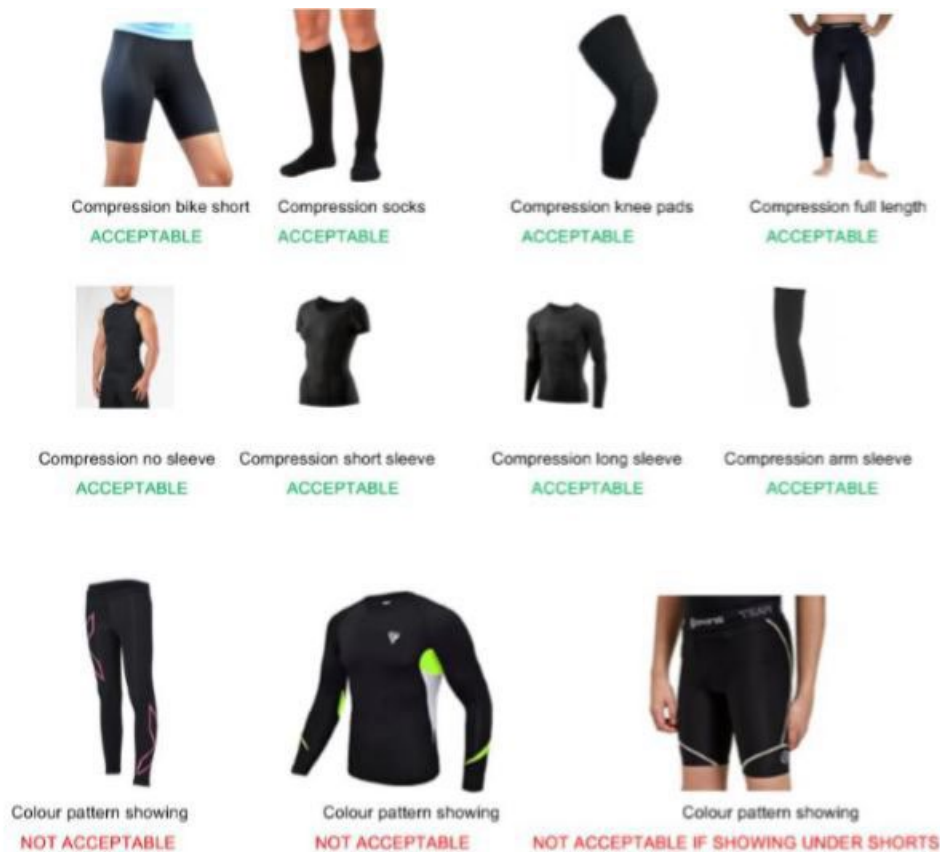 Compression bike short
Compression socks
Compression knee pads
Compression full length
ACCEPTABLE
ACCEPTABLE
ACCEPTABLE
ACCEPTABLE
Compression no sleeve
Compression short sleeve
Compression long sleeve
Compression arm sleeve
ACCEPTABLE
ACCEPTABLE
ACCEPTABLE
ACCEPTABLE
TEAM
Colour pattern showing
Colour pattern showing
Colour pattern showing
NOT ACCEPTABLE
NOT ACCEPTABLE
NOT ACCEPTABLE IF SHOWING UNDER SHORTS